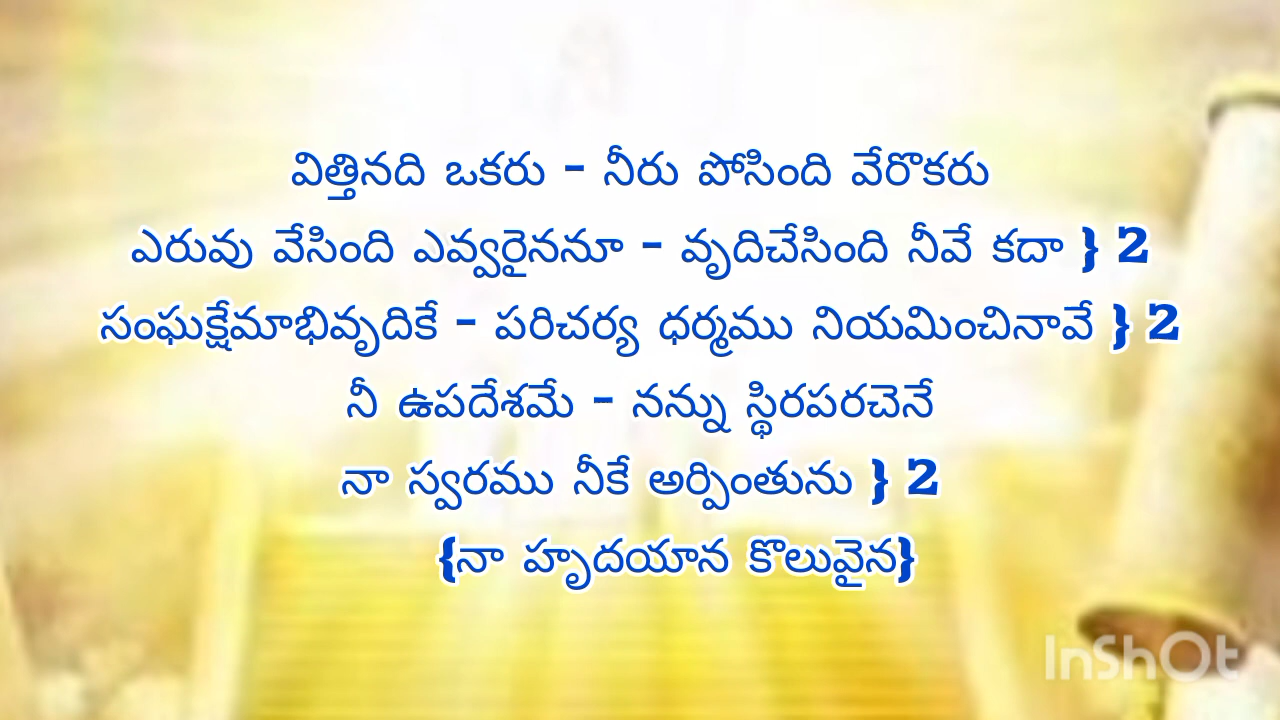 విత్తినది ఒకరు - నీరు పోసింది వేరొకరు
ఎరువు వేసింది ఎవ్వరైననూ - వృదిచేసింది నీవే కదా } 2
సంఘక్షేమాభివృదికే - పరిచర్య ధర్మము నియమించినావే } 2
నీ ఉపదేశమే - నన్ను స్థిరపరచెనే
నా స్వరము నీకే అర్పింతును } 2
{నా హృదయాన కొలువైన}
InShOt